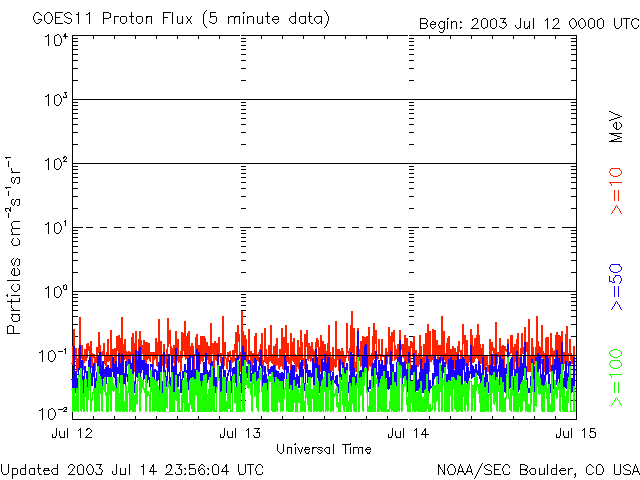 GOES11 Proton Flux (5 minute data)
Begin: 2003 Jul 12 0000 UTC
Particles cm⁻²s⁻¹sr⁻¹
10⁴
10³
10²
10¹
10⁰
10⁻¹
10⁻²
Jul 12
Jul 13
Jul 14
Jul 15
Universal Time
MeV
>=10
>=50
>=100
Updated 2003 Jul 14 23:56:04 UTC
NOAA/SEC Boulder, CO USA